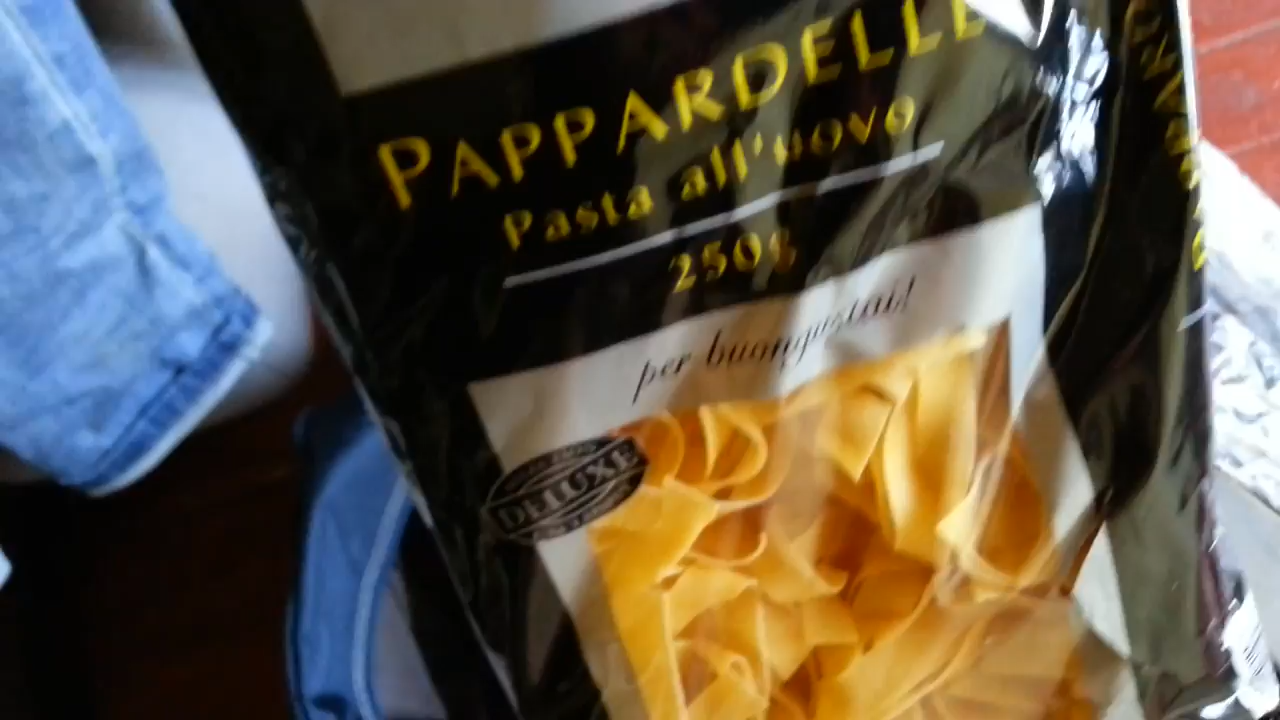 PAPPARDELLE
Pasta all'uovo
250g
per buongustai!
DELUXE